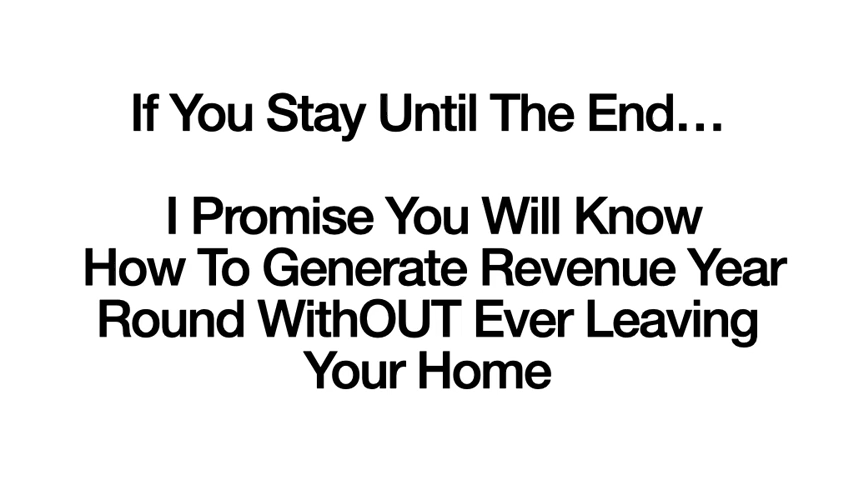 If You Stay Until The End...
I Promise You Will Know
How To Generate Revenue Year
Round WithOUT Ever Leaving
Your Home